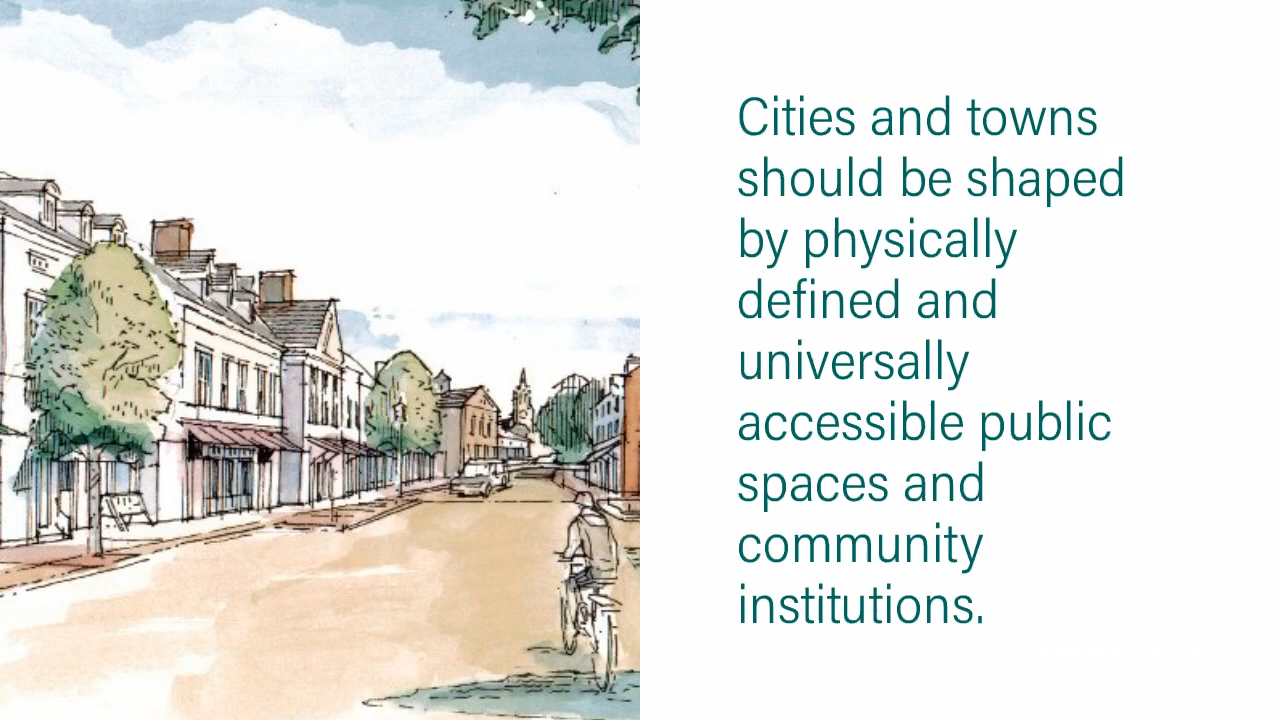 Cities and towns
should be shaped
by physically
defined and
universally
accessible public
spaces and
community
institutions.